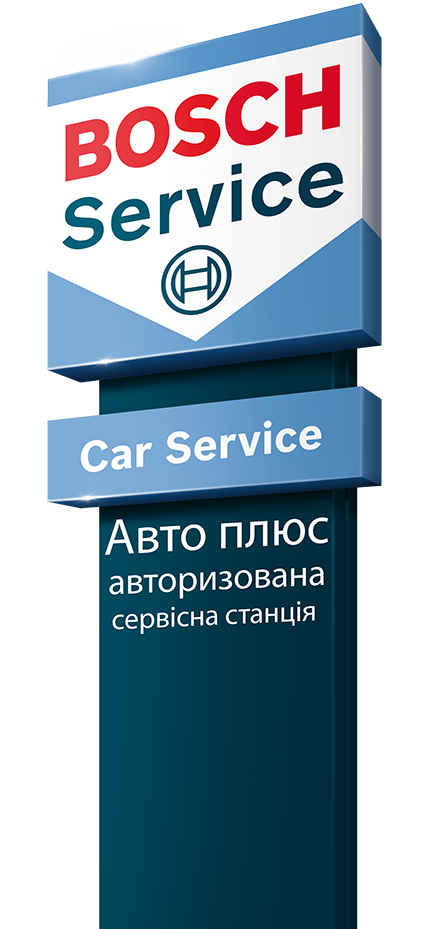 BOSCH
Service
Car Service
Авто плюс
авторизована
сервісна станція